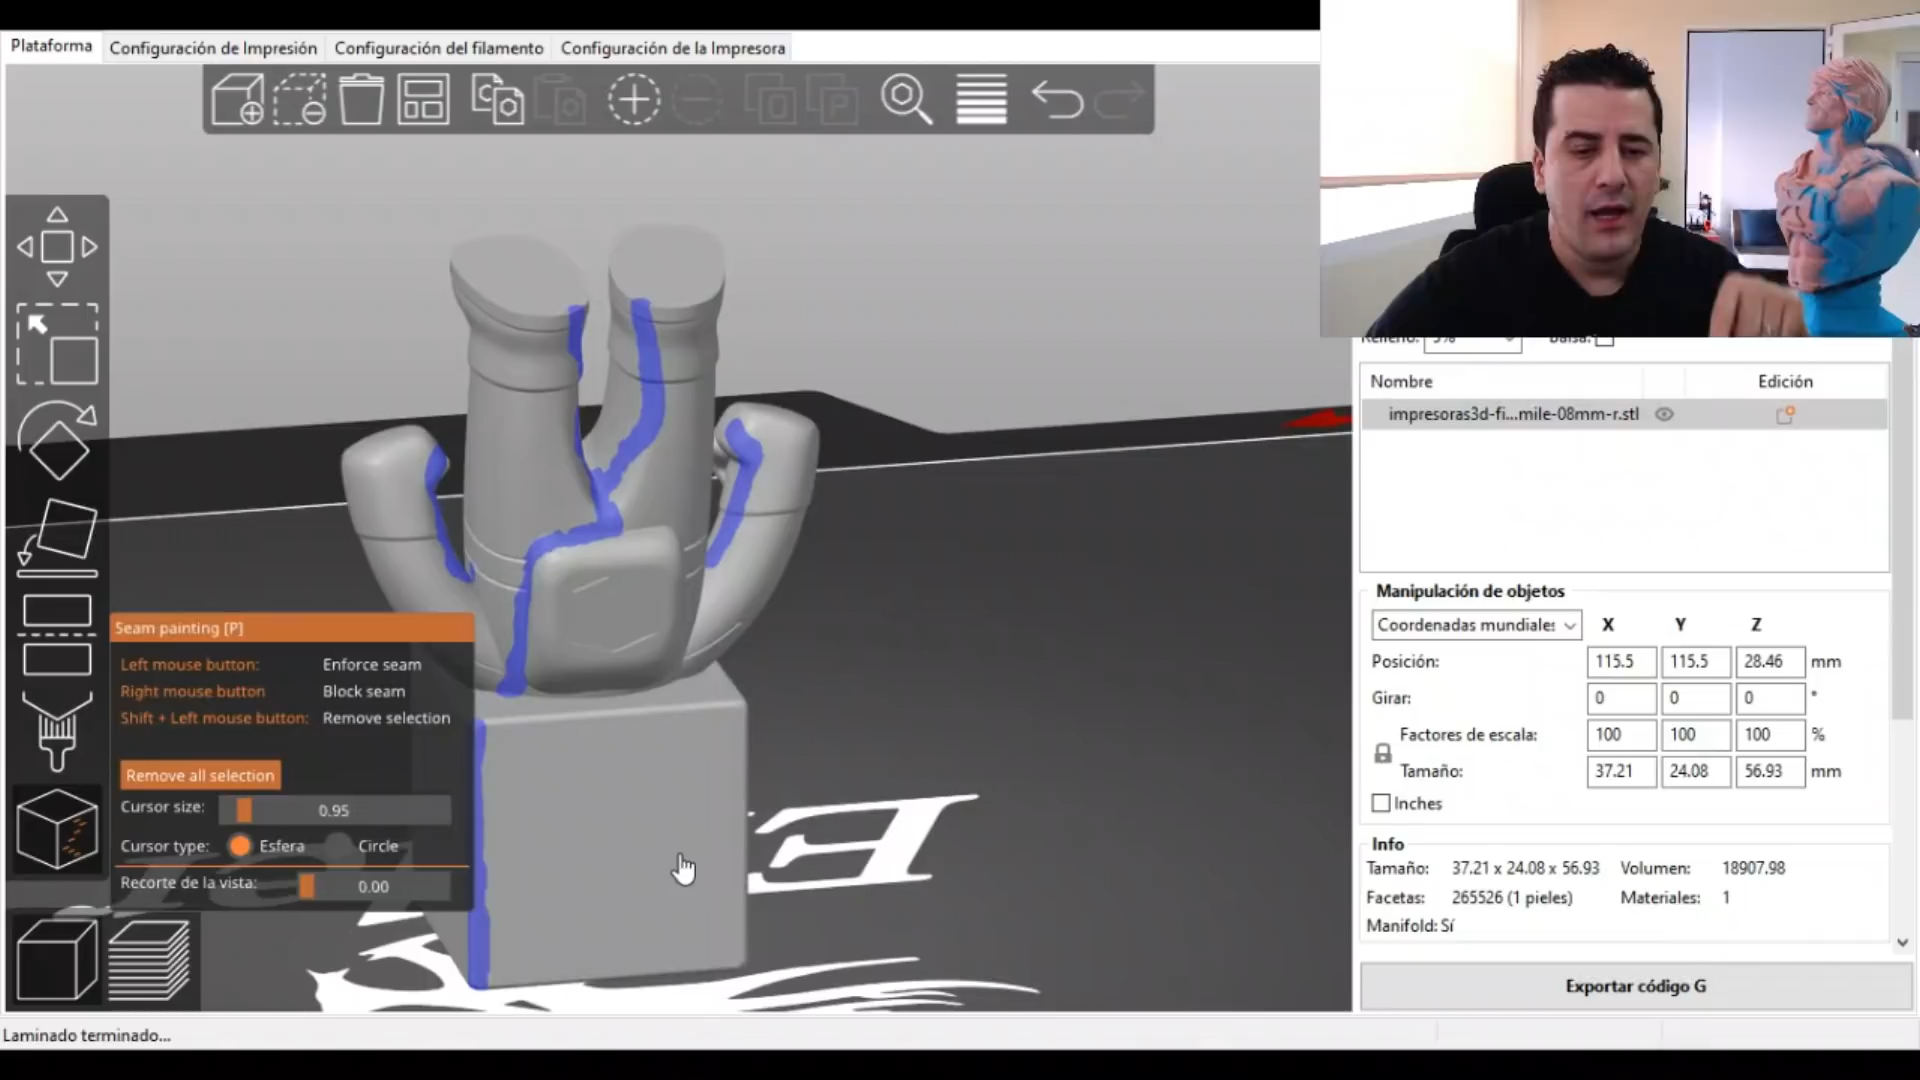 Plataforma
Configuración de Impresión
Configuración del filamento
Configuración de la Impresora
Relleno: 5%
Balsa:
Nombre
Edición
impresoras3d-fi...mile-08mm-r.stl
Seam painting [P]
Left mouse button: Enforce seam
Right mouse button Block seam
Shift + Left mouse button: Remove selection
Remove all selection
Cursor size: 0.95
Cursor type: Esfera Circle
Recorte de la vista: 0.00
Manipulación de objetos
Coordenadas mundiales X Y Z
Posición: 115.5 115.5 28.46 mm
Girar: 0 0 0 °
Factores de escala: 100 100 100 %
Tamaño: 37.21 24.08 56.93 mm
Inches
Info
Tamaño: 37.21 x 24.08 x 56.93 Volumen: 18907.98
Facetas: 265526 (1 pieles) Materiales: 1
Manifold: Sí
Exportar código G
Laminado terminado...